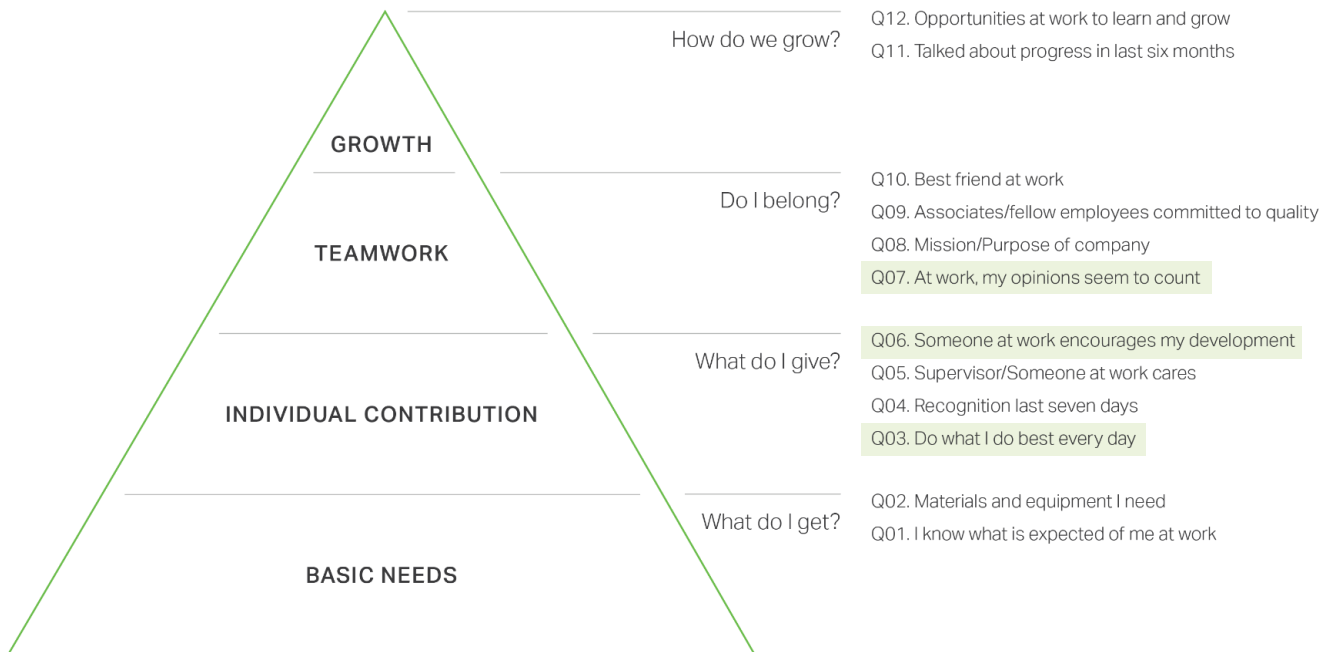 How do we grow?
Q12. Opportunities at work to learn and grow
Q11. Talked about progress in last six months
GROWTH
Do I belong?
Q10. Best friend at work
Q09. Associates/fellow employees committed to quality
Q08. Mission/Purpose of company
Q07. At work, my opinions seem to count
TEAMWORK
What do I give?
Q06. Someone at work encourages my development
Q05. Supervisor/Someone at work cares
Q04. Recognition last seven days
Q03. Do what I do best every day
INDIVIDUAL CONTRIBUTION
What do I get?
Q02. Materials and equipment I need
Q01. I know what is expected of me at work
BASIC NEEDS